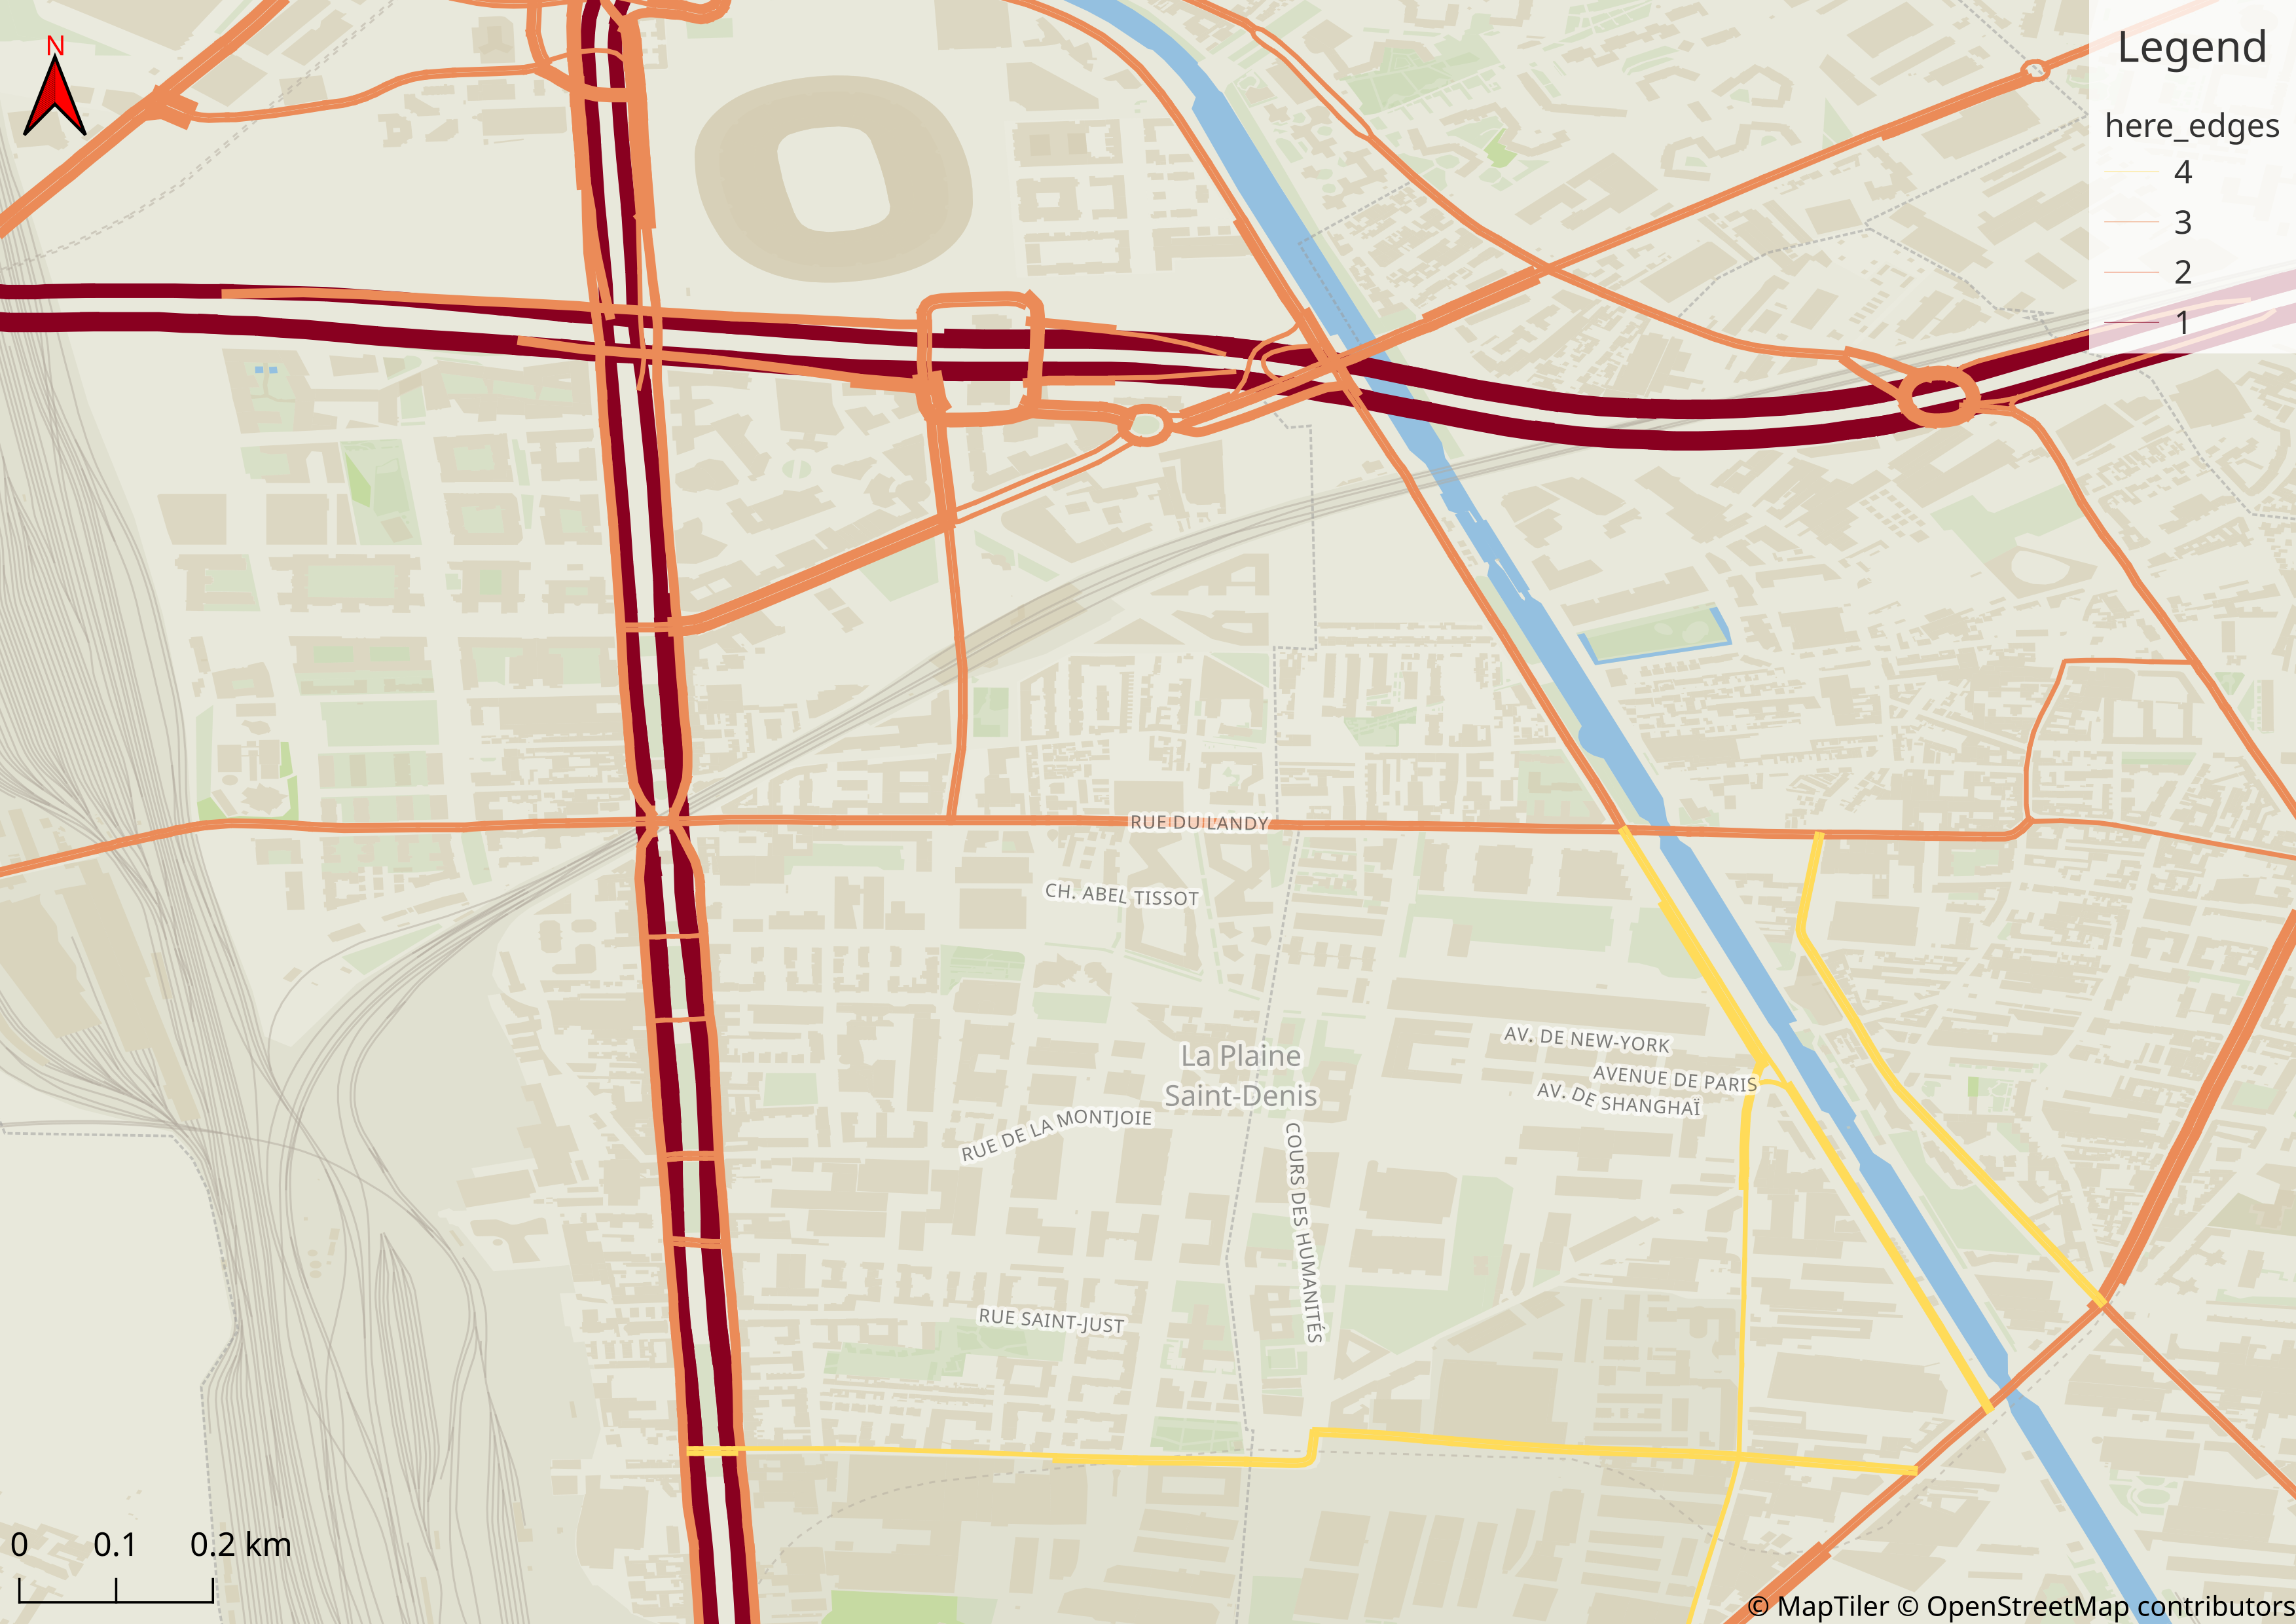 N
Legend
here_edges
4
3
2
1
RUE DU LANDY
CH. ABEL TISSOT
AV. DE NEW-YORK
La Plaine
Saint-Denis
AVENUE DE PARIS
AV. DE SHANGHAÏ
RUE DE LA MONTJOIE
COURS DES HUMANITÉS
RUE SAINT-JUST
0 0.1 0.2 km
© MapTiler © OpenStreetMap contributors